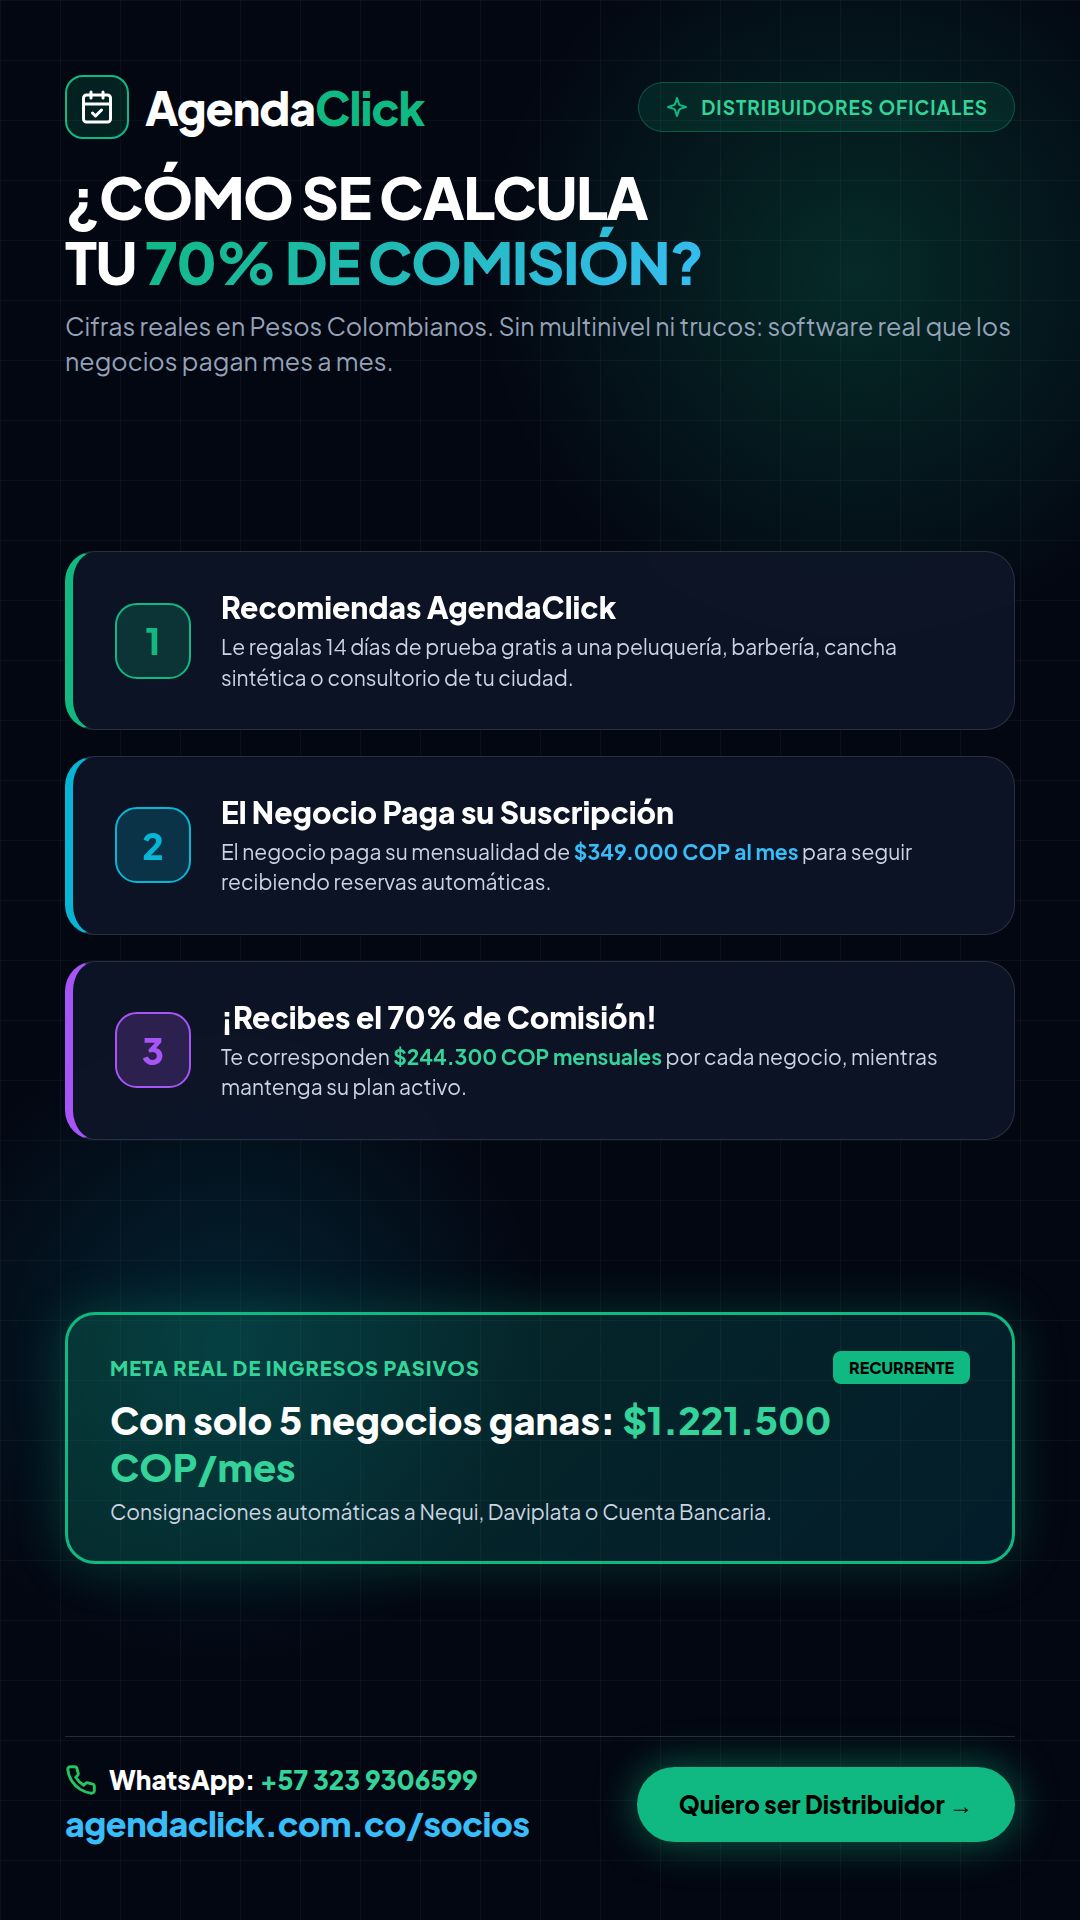 AgendaClick
DISTRIBUIDORES OFICIALES
¿CÓMO SE CALCULA
TU 70% DE COMISIÓN?
Cifras reales en Pesos Colombianos. Sin multinivel ni trucos: software real que los
negocios pagan mes a mes.
1
Recomiendas AgendaClick
Le regalas 14 días de prueba gratis a una peluquería, barbería, cancha
sintética o consultorio de tu ciudad.
2
El Negocio Paga su Suscripción
El negocio paga su mensualidad de $349.000 COP al mes para seguir
recibiendo reservas automáticas.
3
¡Recibes el 70% de Comisión!
Te corresponden $244.300 COP mensuales por cada negocio, mientras
mantenga su plan activo.
META REAL DE INGRESOS PASIVOS
RECURRENTE
Con solo 5 negocios ganas: $1.221.500
COP/mes
Consignaciones automáticas a Nequi, Daviplata o Cuenta Bancaria.
WhatsApp: +57 323 9306599
agendaclick.com.co/socios
Quiero ser Distribuidor →